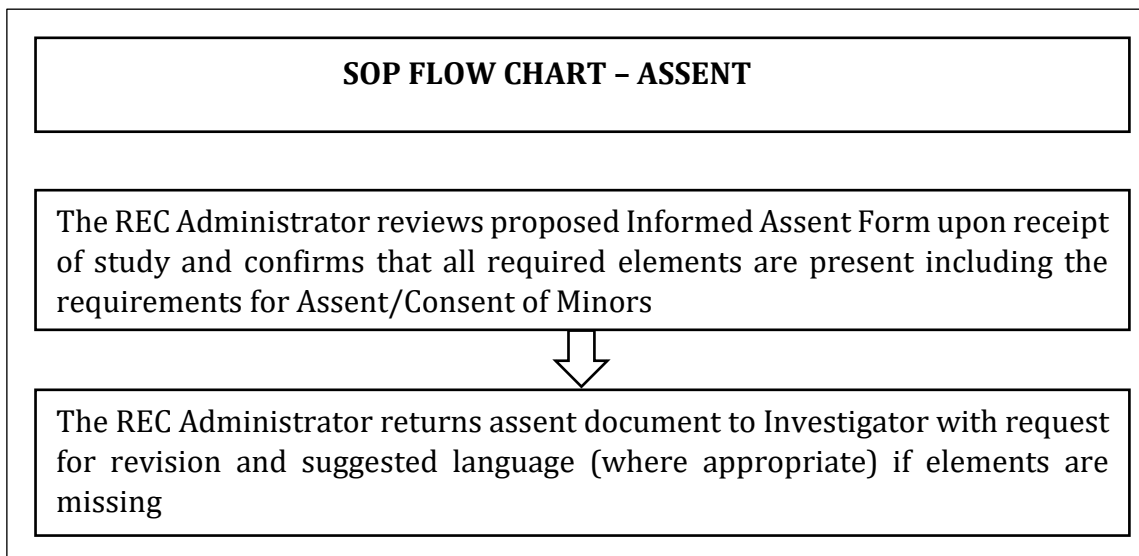 SOP FLOW CHART – ASSENT
The REC Administrator reviews proposed Informed Assent Form upon receipt
of study and confirms that all required elements are present including the
requirements for Assent/Consent of Minors
The REC Administrator returns assent document to Investigator with request
for revision and suggested language (where appropriate) if elements are
missing